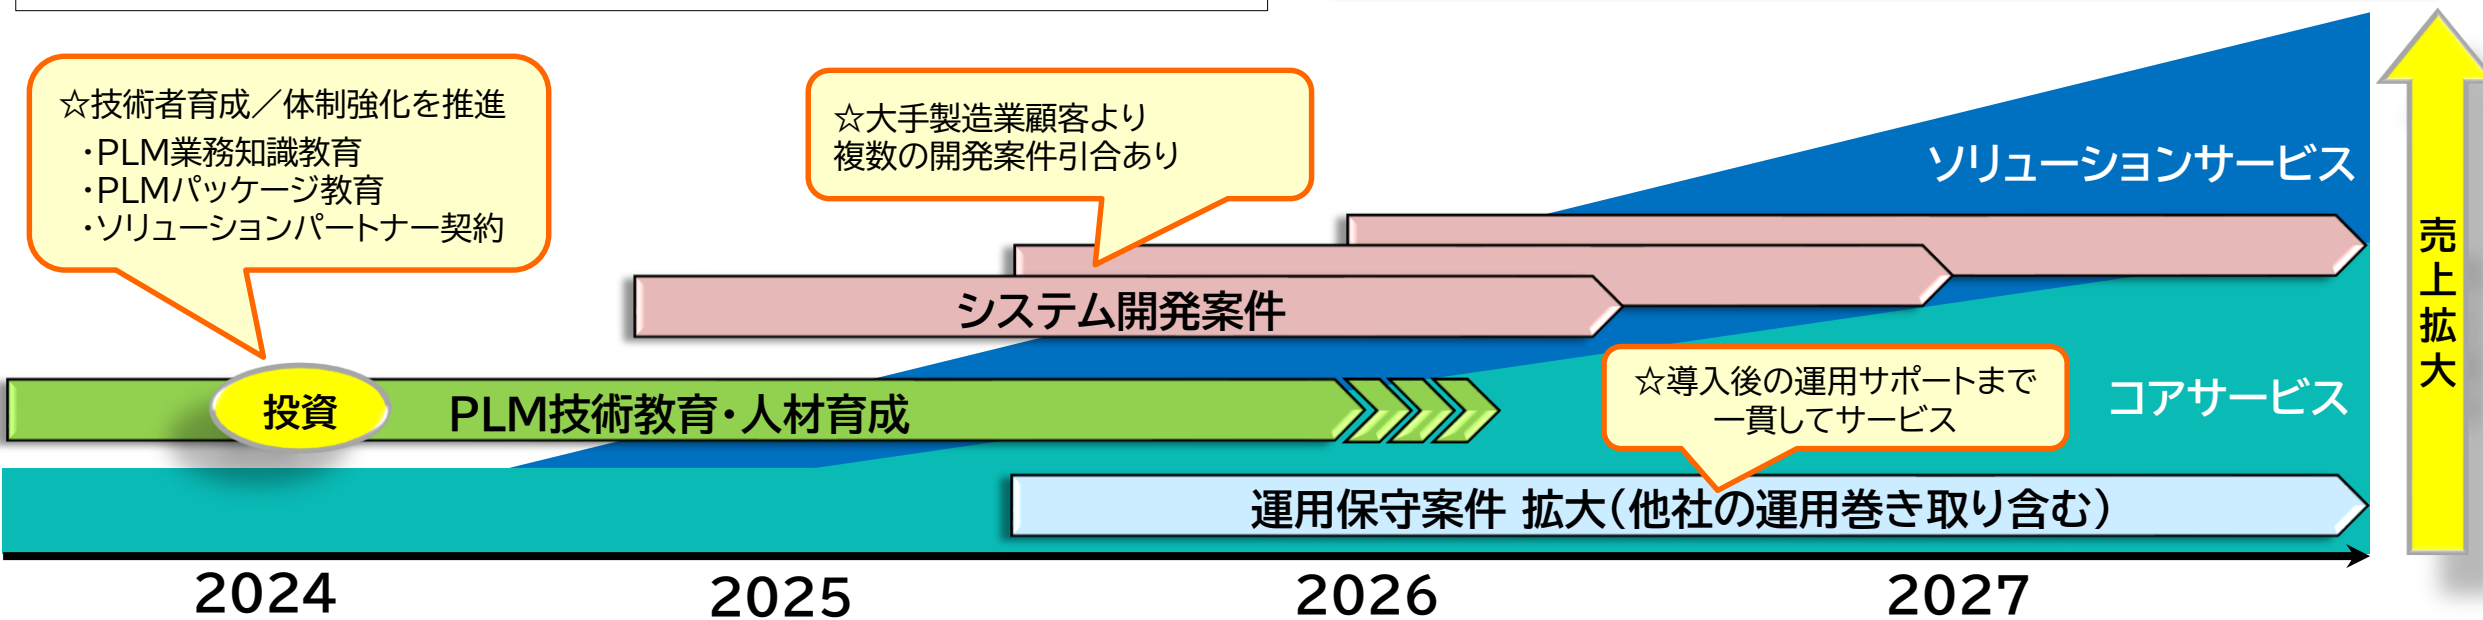 ☆技術者育成／体制強化を推進
・PLM業務知識教育
・PLMパッケージ教育
・ソリューションパートナー契約
☆大手製造業顧客より
複数の開発案件引合あり
ソリューションサービス
システム開発案件
投資
PLM技術教育・人材育成
☆導入後の運用サポートまで
一貫してサービス
コアサービス
運用保守案件 拡大（他社の運用巻き取り含む）
売上拡大
2024
2025
2026
2027